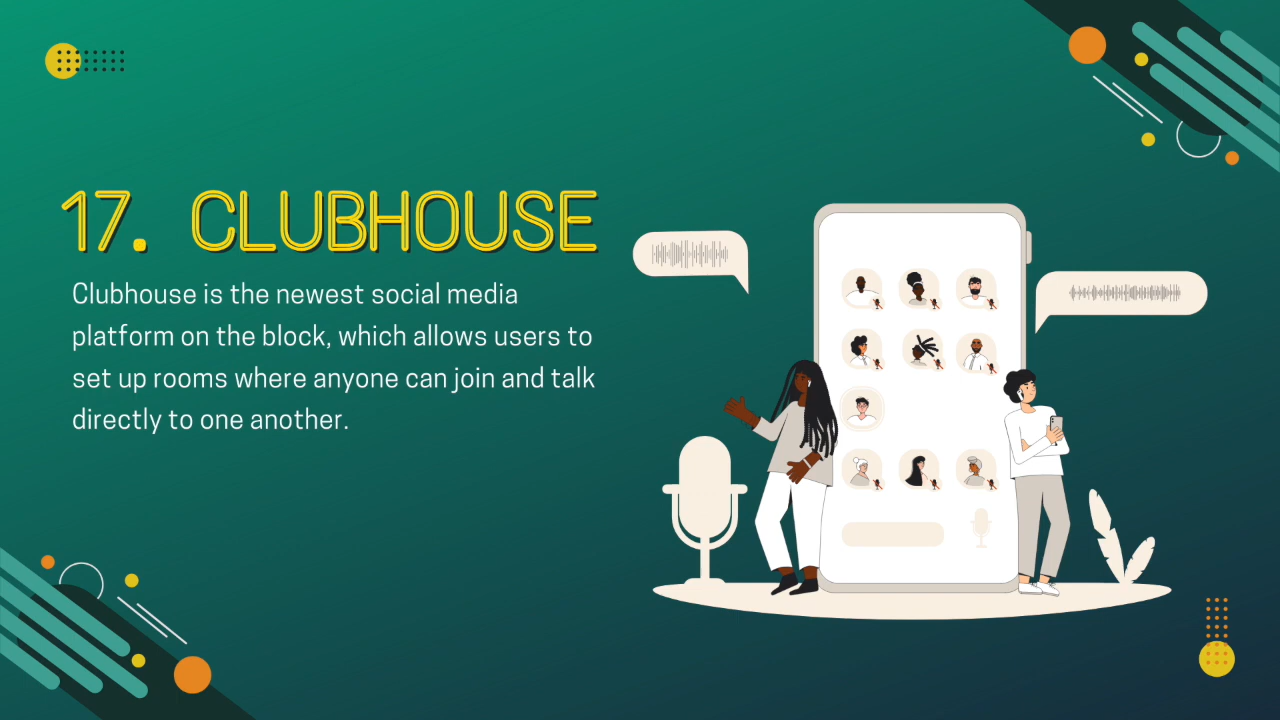 17. CLUBHOUSE
Clubhouse is the newest social media
platform on the block, which allows users to
set up rooms where anyone can join and talk
directly to one another.